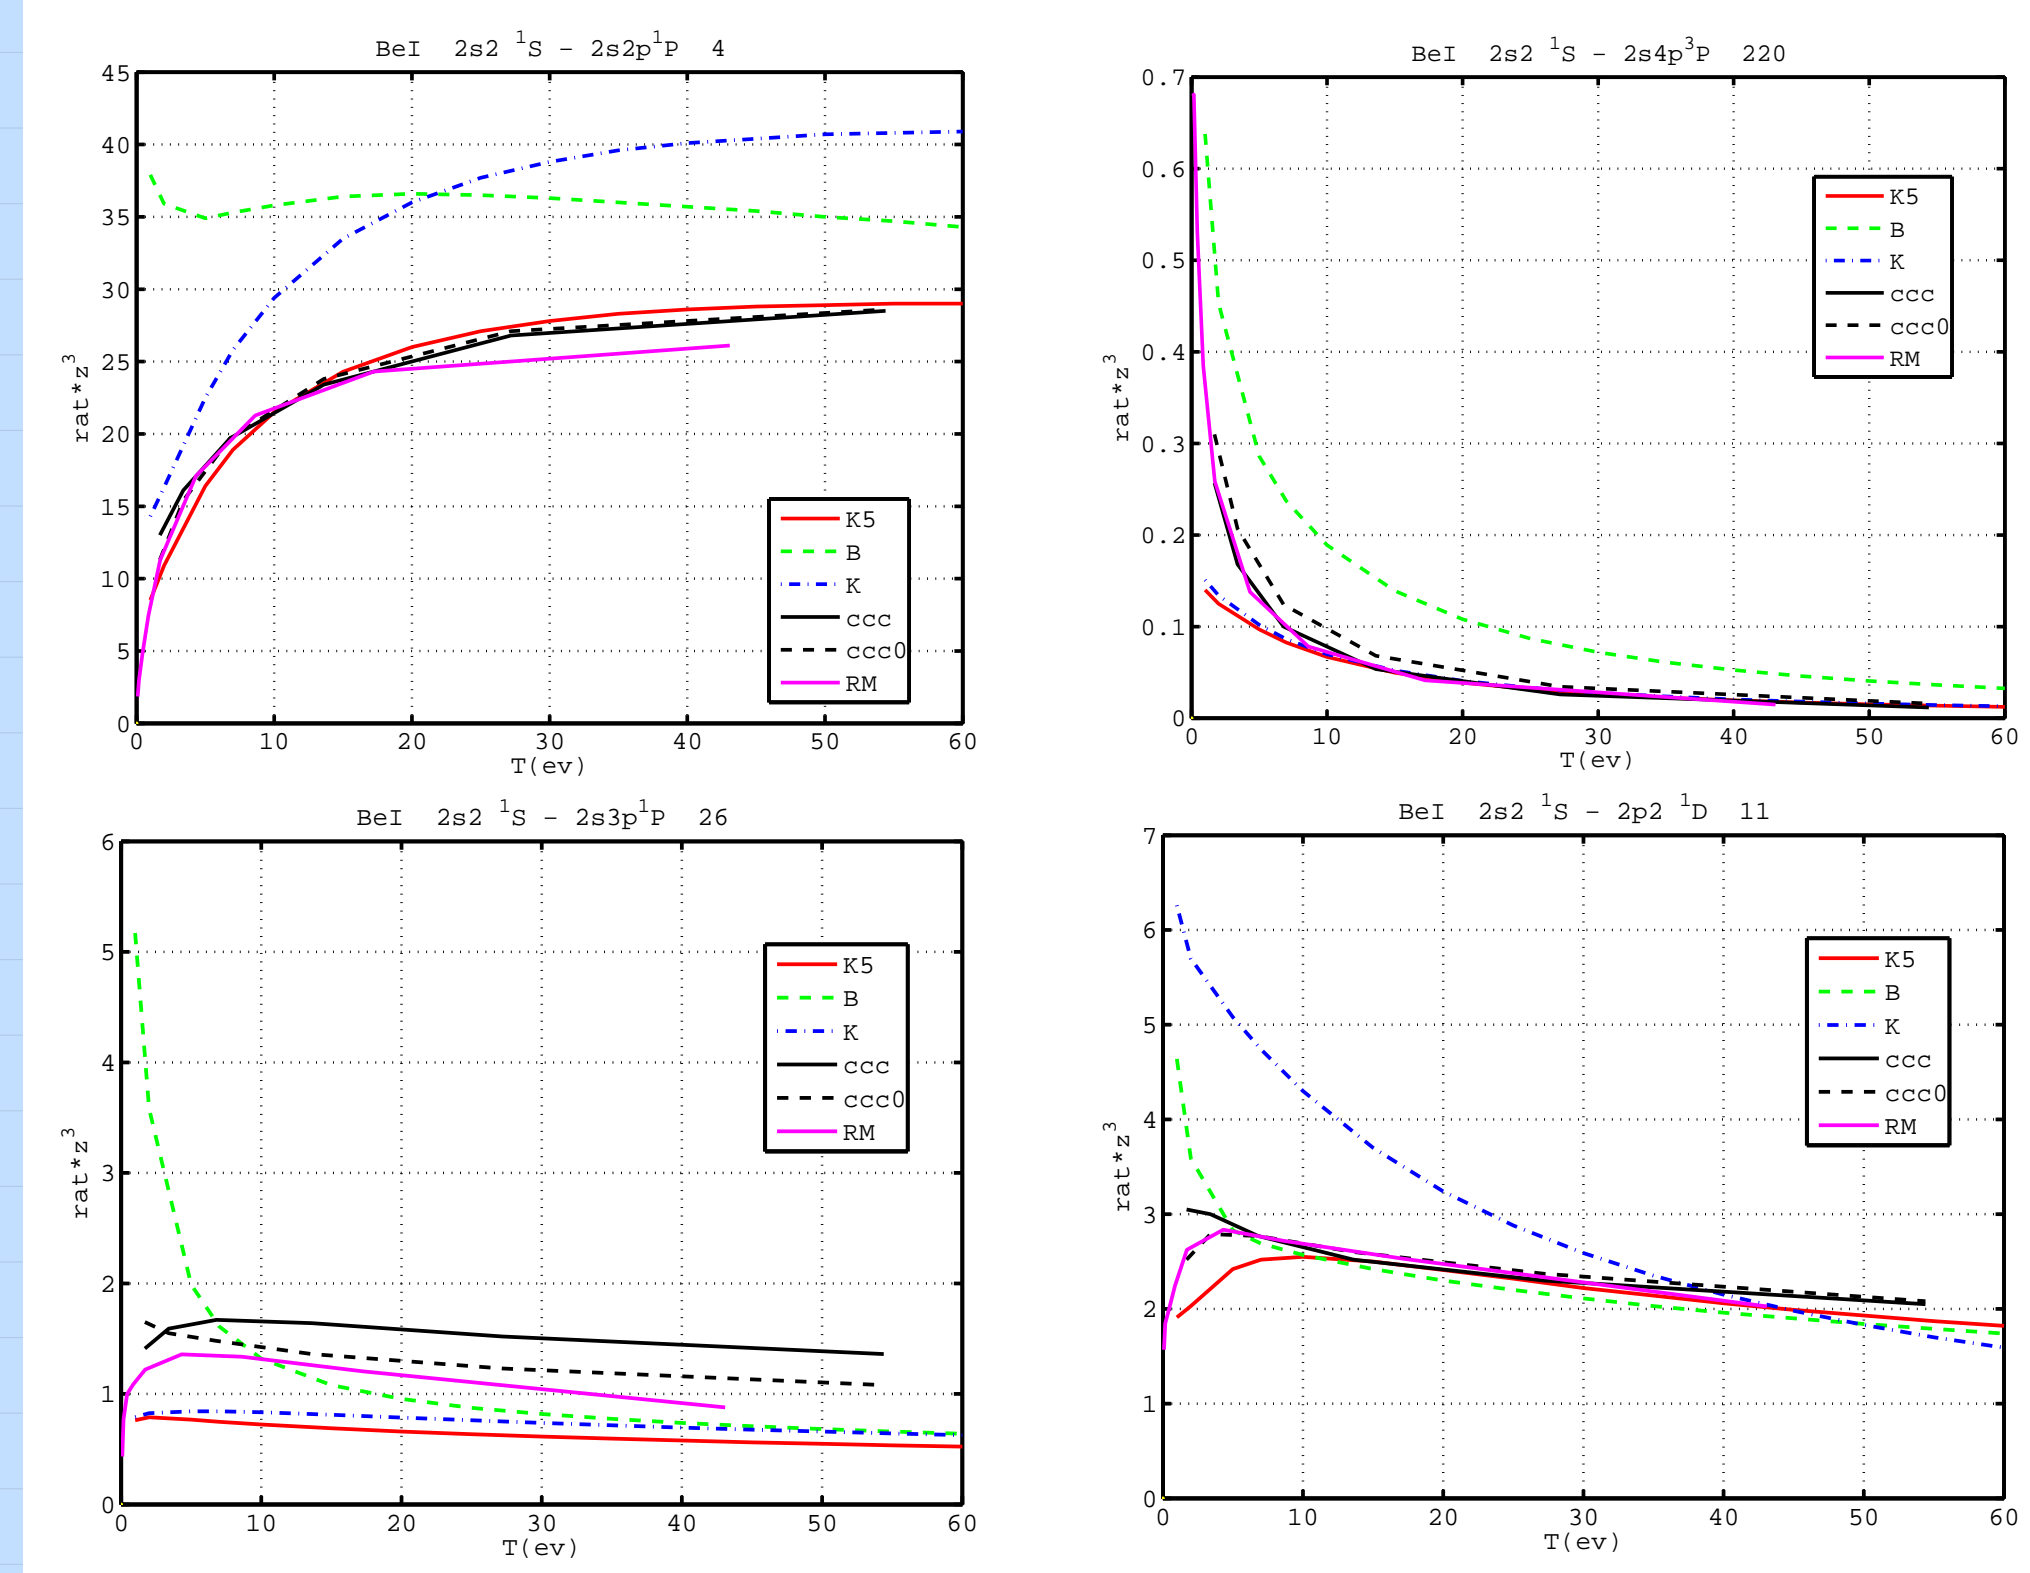 BeI 2s2 ¹S – 2s2p¹P 4
45
40
35
30
25
20
15
10
5
0
rat*z³
0 10 20 30 40 50 60
T(ev)
K5
B
K
ccc
ccc0
RM
BeI 2s2 ¹S – 2s4p³P 220
0.7
0.6
0.5
0.4
0.3
0.2
0.1
0
rat*z³
0 10 20 30 40 50 60
T(ev)
K5
B
K
ccc
ccc0
RM
BeI 2s2 ¹S – 2s3p¹P 26
6
5
4
3
2
1
0
rat*z³
0 10 20 30 40 50 60
T(ev)
K5
B
K
ccc
ccc0
RM
BeI 2s2 ¹S – 2p2 ¹D 11
7
6
5
4
3
2
1
0
rat*z³
0 10 20 30 40 50 60
T(ev)
K5
B
K
ccc
ccc0
RM